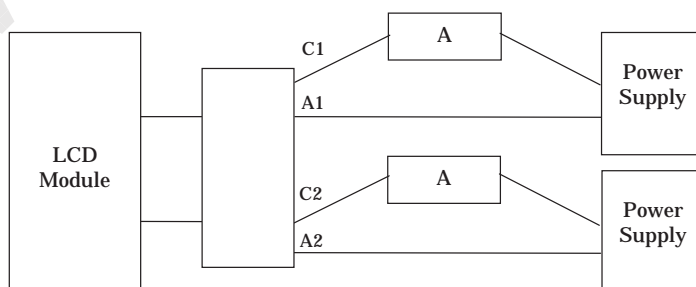 C1
A
Power
Supply
A1
LCD
Module
C2
A
Power
Supply
A2